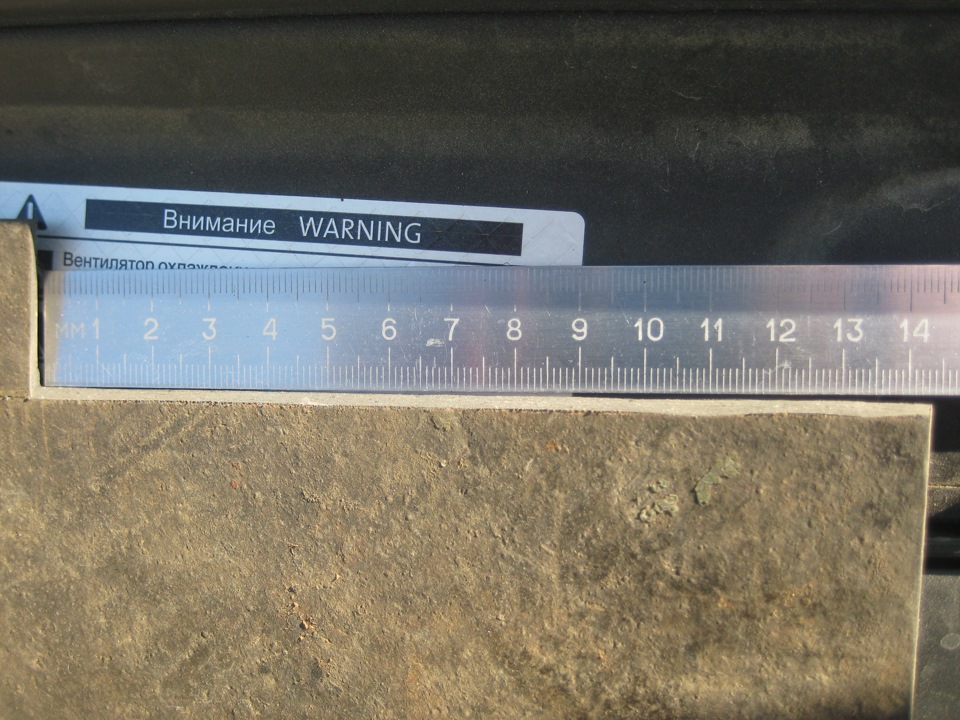 Внимание WARNING
Вентилятор
мм 1 2 3 4 5 6 7 8 9 10 11 12 13 14